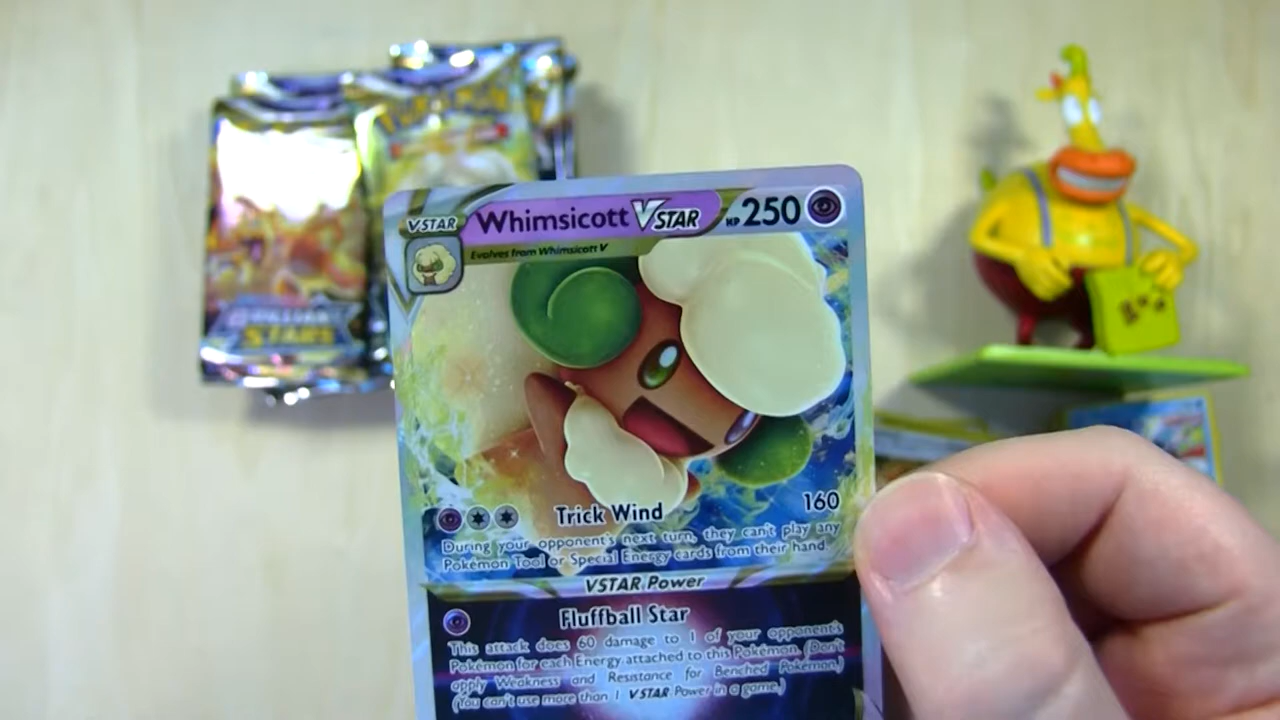 POKÉMON
BRILLIANT
STARS
VSTAR
Whimsicott VSTAR
HP 250
Evolves from Whimsicott V
Trick Wind
160
During your opponent's next turn, they can't play any
Pokémon Tool or Special Energy cards from their hand.
VSTAR Power
Fluffball Star
This attack does 60 damage to 1 of your opponent's
Pokémon for each Energy attached to this Pokémon. (Don't
apply Weakness and Resistance for Benched Pokémon.)
(You can't use more than 1 VSTAR Power in a game.)